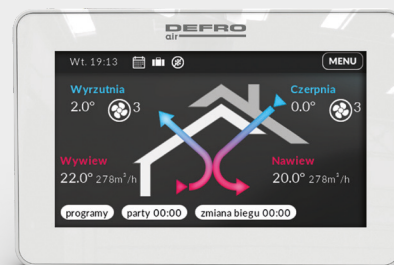 DEFRO
air
Wt. 19:13 MENU
Wyrzutnia Czerpnia
2.0° 3 0.0° 3
Wywiew Nawiew
22.0° 278m³/h 20.0° 278m³/h
programy party 00:00 zmiana biegu 00:00